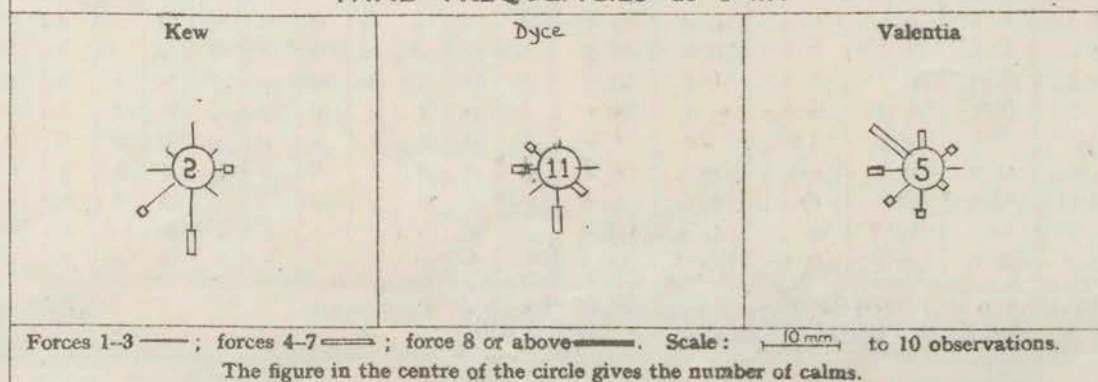 Kew
Dyce
Valentia
2
11
5
Forces 1–3 ; forces 4–7 ; force 8 or above . Scale: 10 mm to 10 observations.
The figure in the centre of the circle gives the number of calms.